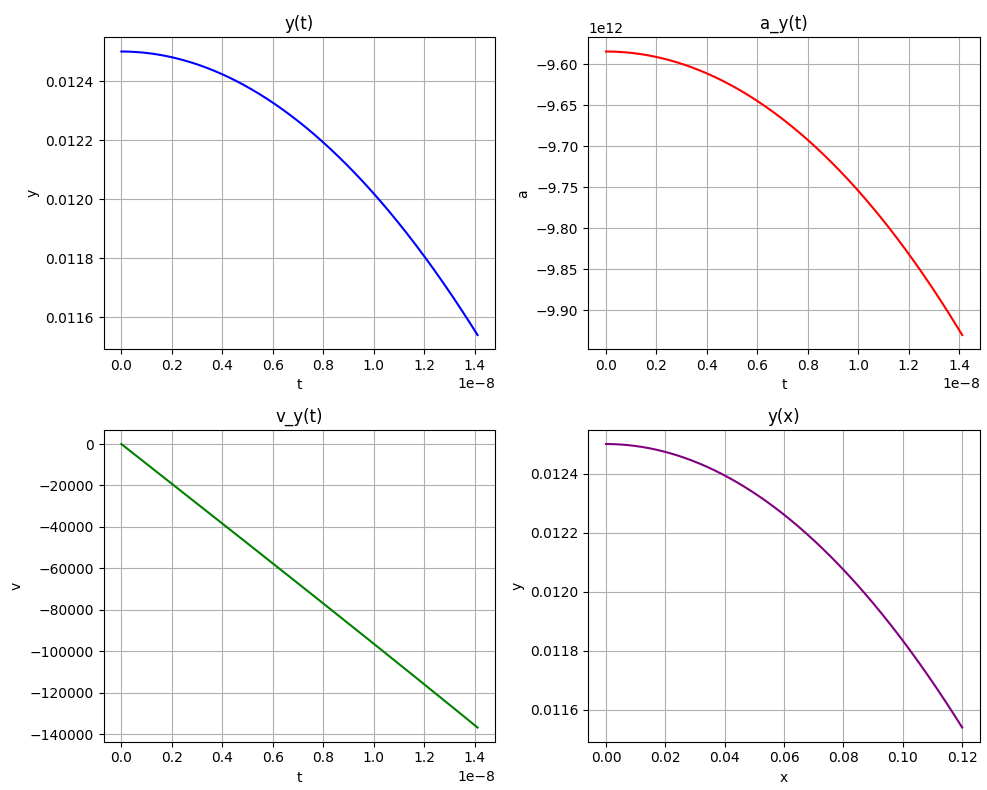 y(t)
y
0.0124
0.0122
0.0120
0.0118
0.0116
0.0 0.2 0.4 0.6 0.8 1.0 1.2 1.4
1e−8
t
a_y(t)
1e12
a
−9.60
−9.65
−9.70
−9.75
−9.80
−9.85
−9.90
0.0 0.2 0.4 0.6 0.8 1.0 1.2 1.4
1e−8
t
v_y(t)
v
0
−20000
−40000
−60000
−80000
−100000
−120000
−140000
0.0 0.2 0.4 0.6 0.8 1.0 1.2 1.4
1e−8
t
y(x)
y
0.0124
0.0122
0.0120
0.0118
0.0116
0.00 0.02 0.04 0.06 0.08 0.10 0.12
x